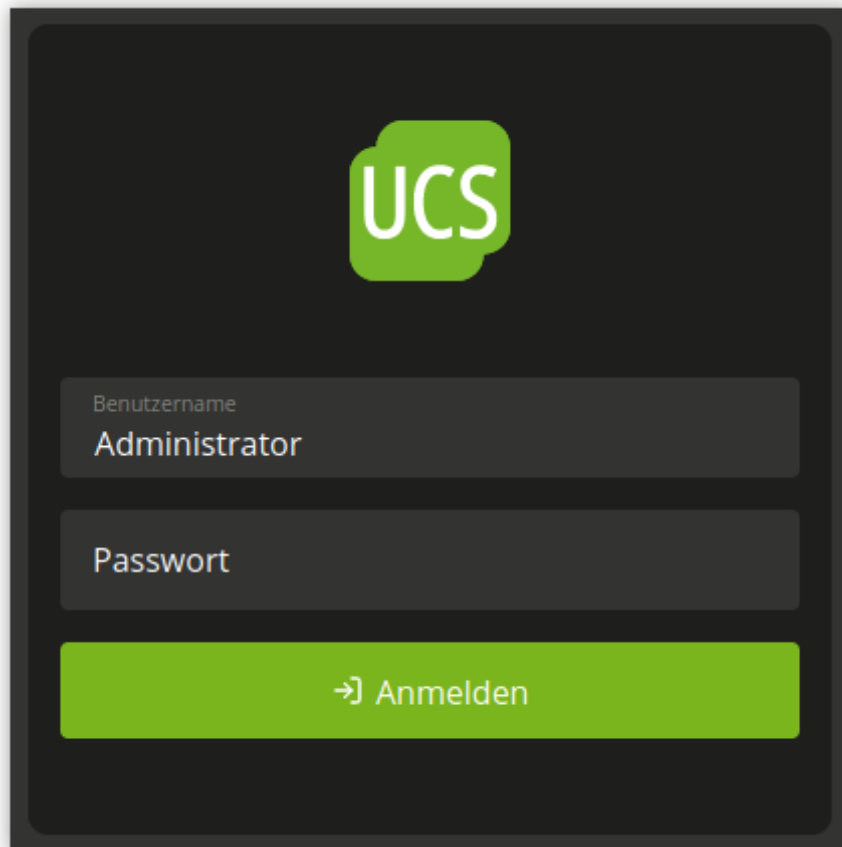 UCS
Benutzername
Administrator
Passwort
Anmelden